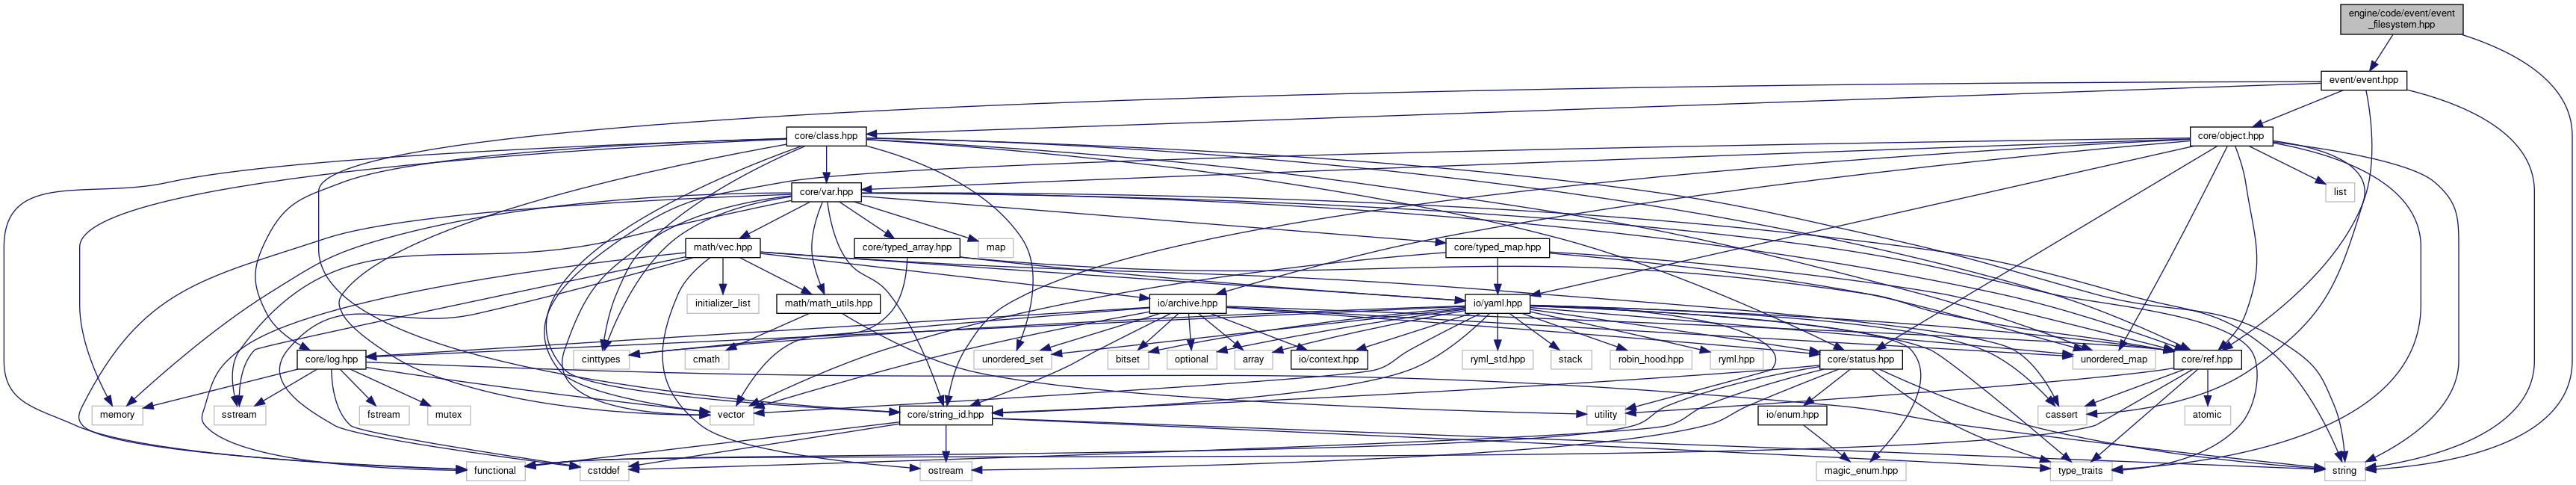 engine/code/event/event
_filesystem.hpp
event/event.hpp
core/class.hpp
core/object.hpp
core/var.hpp
list
math/vec.hpp
core/typed_array.hpp
map
core/typed_map.hpp
initializer_list
math/math_utils.hpp
io/archive.hpp
io/yaml.hpp
core/log.hpp
cinttypes
cmath
unordered_set
bitset
optional
array
io/context.hpp
ryml_std.hpp
stack
robin_hood.hpp
ryml.hpp
core/status.hpp
unordered_map
core/ref.hpp
memory
sstream
fstream
mutex
vector
core/string_id.hpp
utility
io/enum.hpp
cassert
atomic
functional
cstddef
ostream
magic_enum.hpp
type_traits
string